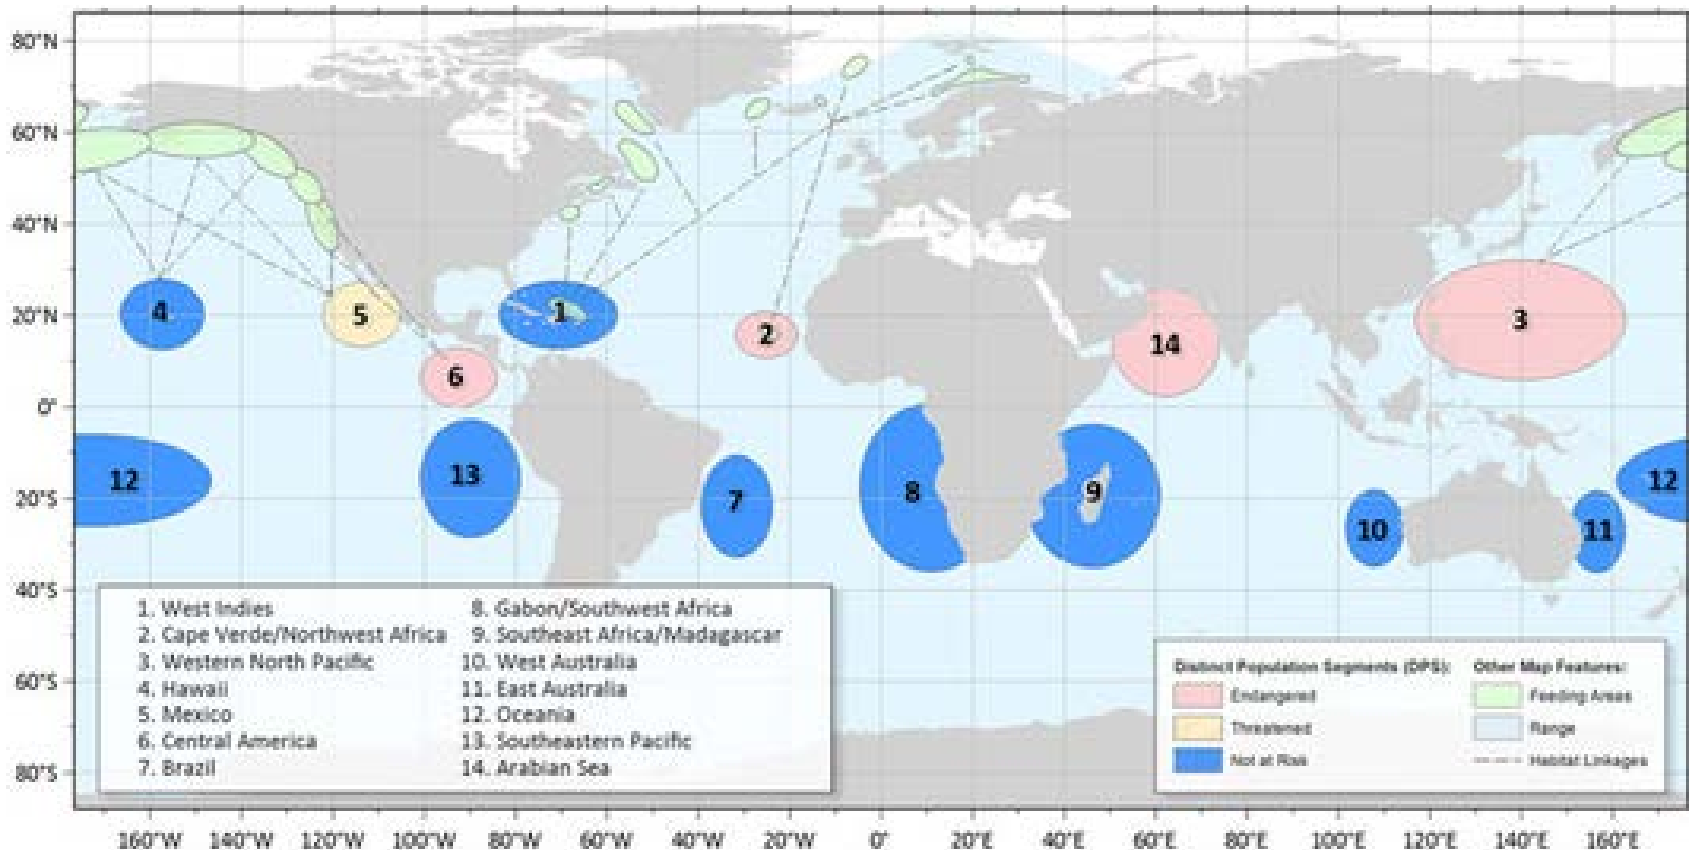 80°N
60°N
40°N
20°N
0°
20°S
40°S
60°S
80°S
4
5
1
2
14
3
6
12
13
7
8
9
10
11
12
1. West Indies
2. Cape Verde/Northwest Africa
3. Western North Pacific
4. Hawaii
5. Mexico
6. Central America
7. Brazil
8. Gabon/Southwest Africa
9. Southeast Africa/Madagascar
10. West Australia
11. East Australia
12. Oceania
13. Southeastern Pacific
14. Arabian Sea
Distinct Population Segments (DPS):
Endangered
Threatened
Not at Risk
Other Map Features:
Feeding Areas
Range
Habitat Linkages
160°W 140°W 120°W 100°W 80°W 60°W 40°W 20°W 0° 20°E 40°E 60°E 80°E 100°E 120°E 140°E 160°E